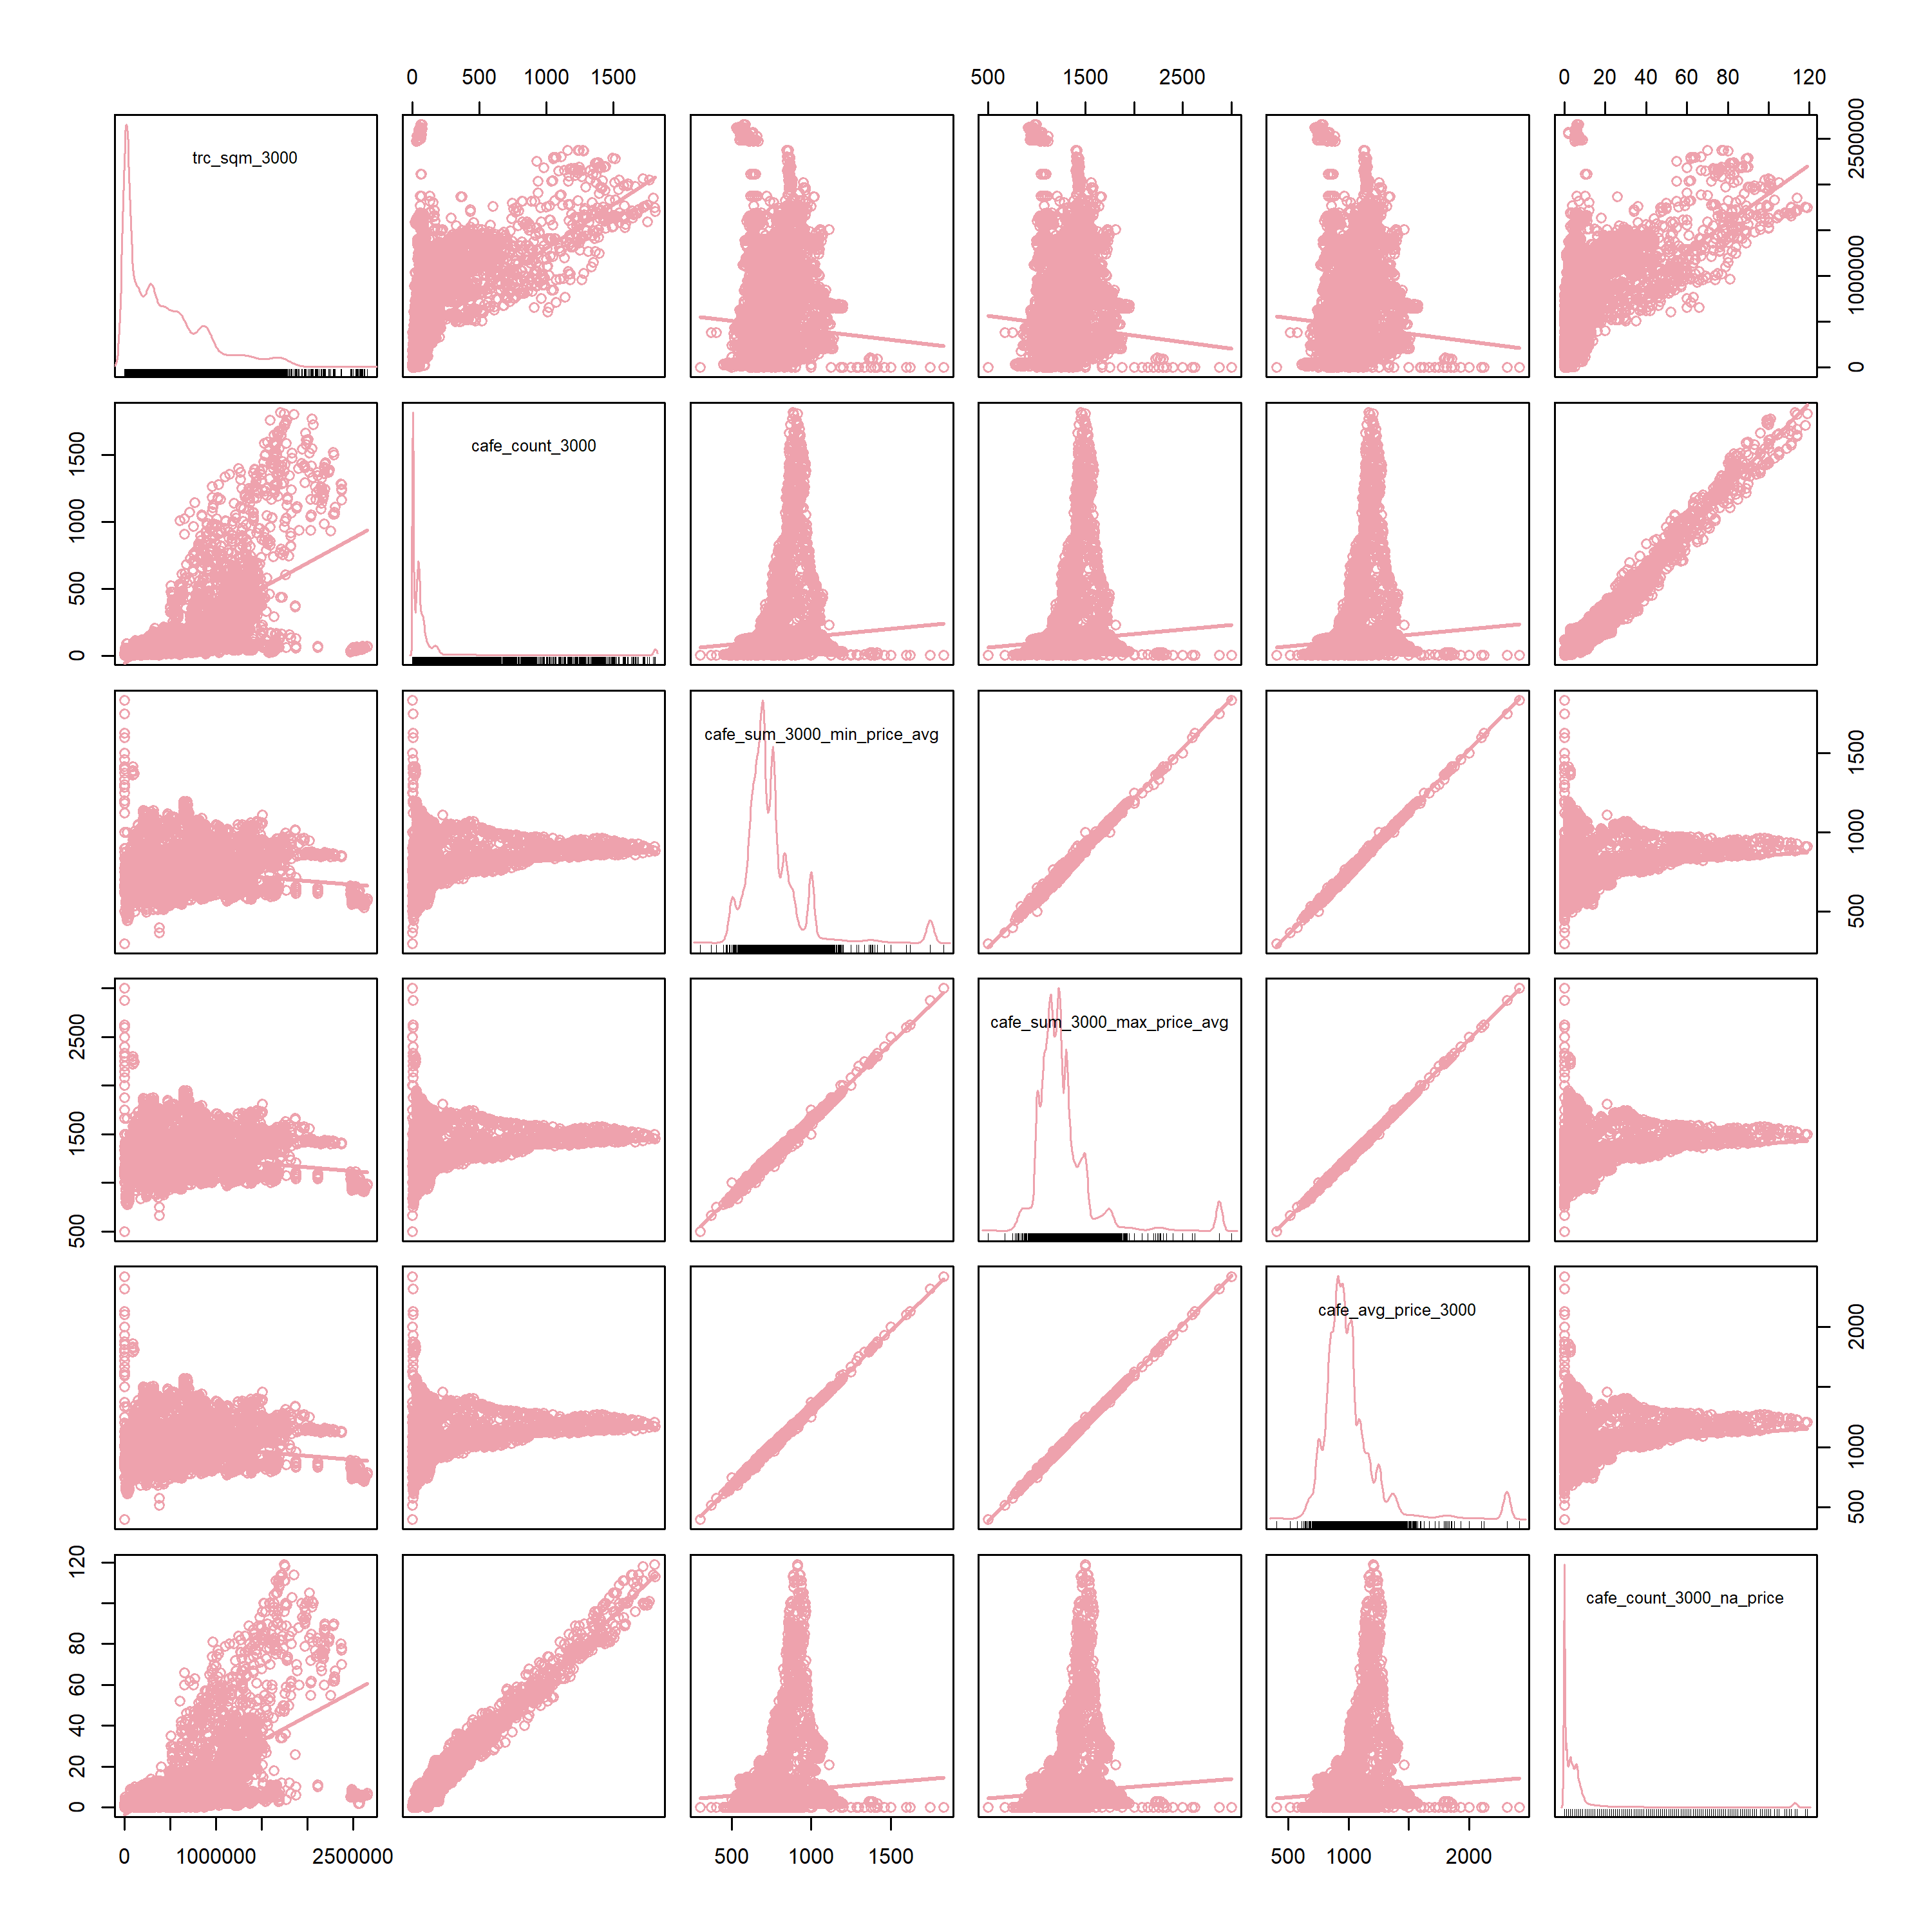 0 500 1000 1500 500 1500 2500 0 20 40 60 80 120
trc_sqm_3000
0 1000000 2500000
cafe_count_3000
0 500 1000 1500
cafe_sum_3000_min_price_avg
500 1000 1500
cafe_sum_3000_max_price_avg
500 1500 2500
cafe_avg_price_3000
500 1000 2000
cafe_count_3000_na_price
0 20 40 60 80 120
0 1000000 2500000 500 1000 1500 500 1000 2000